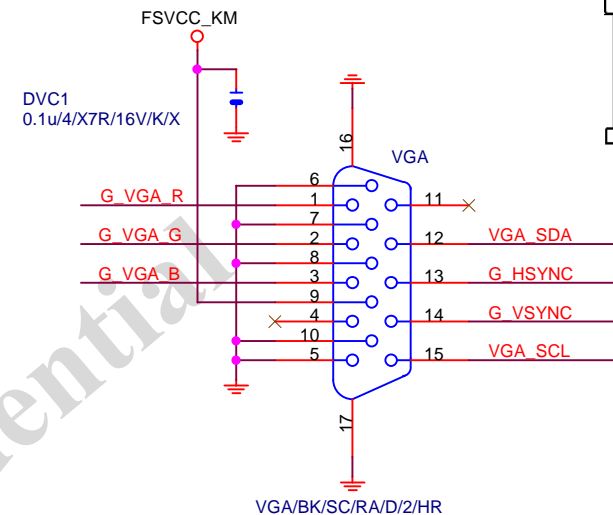 FSVCC_KM
DVC1
0.1u/4/X7R/16V/K/X
16
VGA
6
G_VGA_R 1 11
7
G_VGA_G 2 12 VGA_SDA
8
G_VGA_B 3 13 G_HSYNC
9
4 14 G_VSYNC
10
5 15 VGA_SCL
17
VGA/BK/SC/RA/D/2/HR
ential